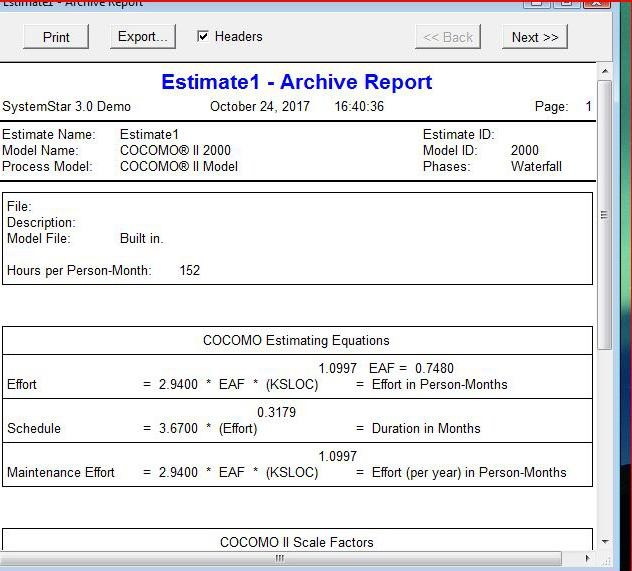 Estimate1 - Archive Report
Print Export... Headers << Back Next >>
Estimate1 - Archive Report
SystemStar 3.0 Demo October 24, 2017 16:40:36 Page: 1
Estimate Name: Estimate1 Estimate ID:
Model Name: COCOMO® II 2000 Model ID: 2000
Process Model: COCOMO® II Model Phases: Waterfall
File:
Description:
Model File: Built in.
Hours per Person-Month: 152
COCOMO Estimating Equations
1.0997 EAF = 0.7480
Effort = 2.9400 * EAF * (KSLOC) = Effort in Person-Months
0.3179
Schedule = 3.6700 * (Effort) = Duration in Months
1.0997
Maintenance Effort = 2.9400 * EAF * (KSLOC) = Effort (per year) in Person-Months
COCOMO II Scale Factors